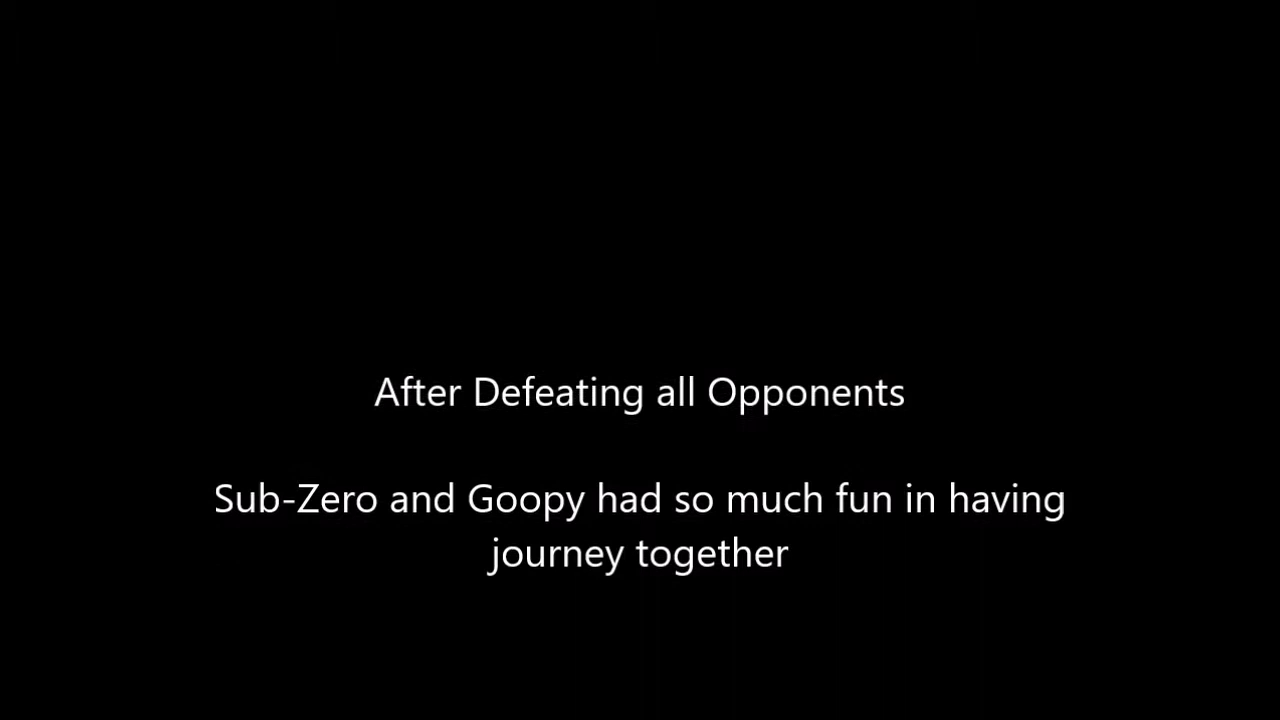 After Defeating all Opponents
Sub-Zero and Goopy had so much fun in having
journey together